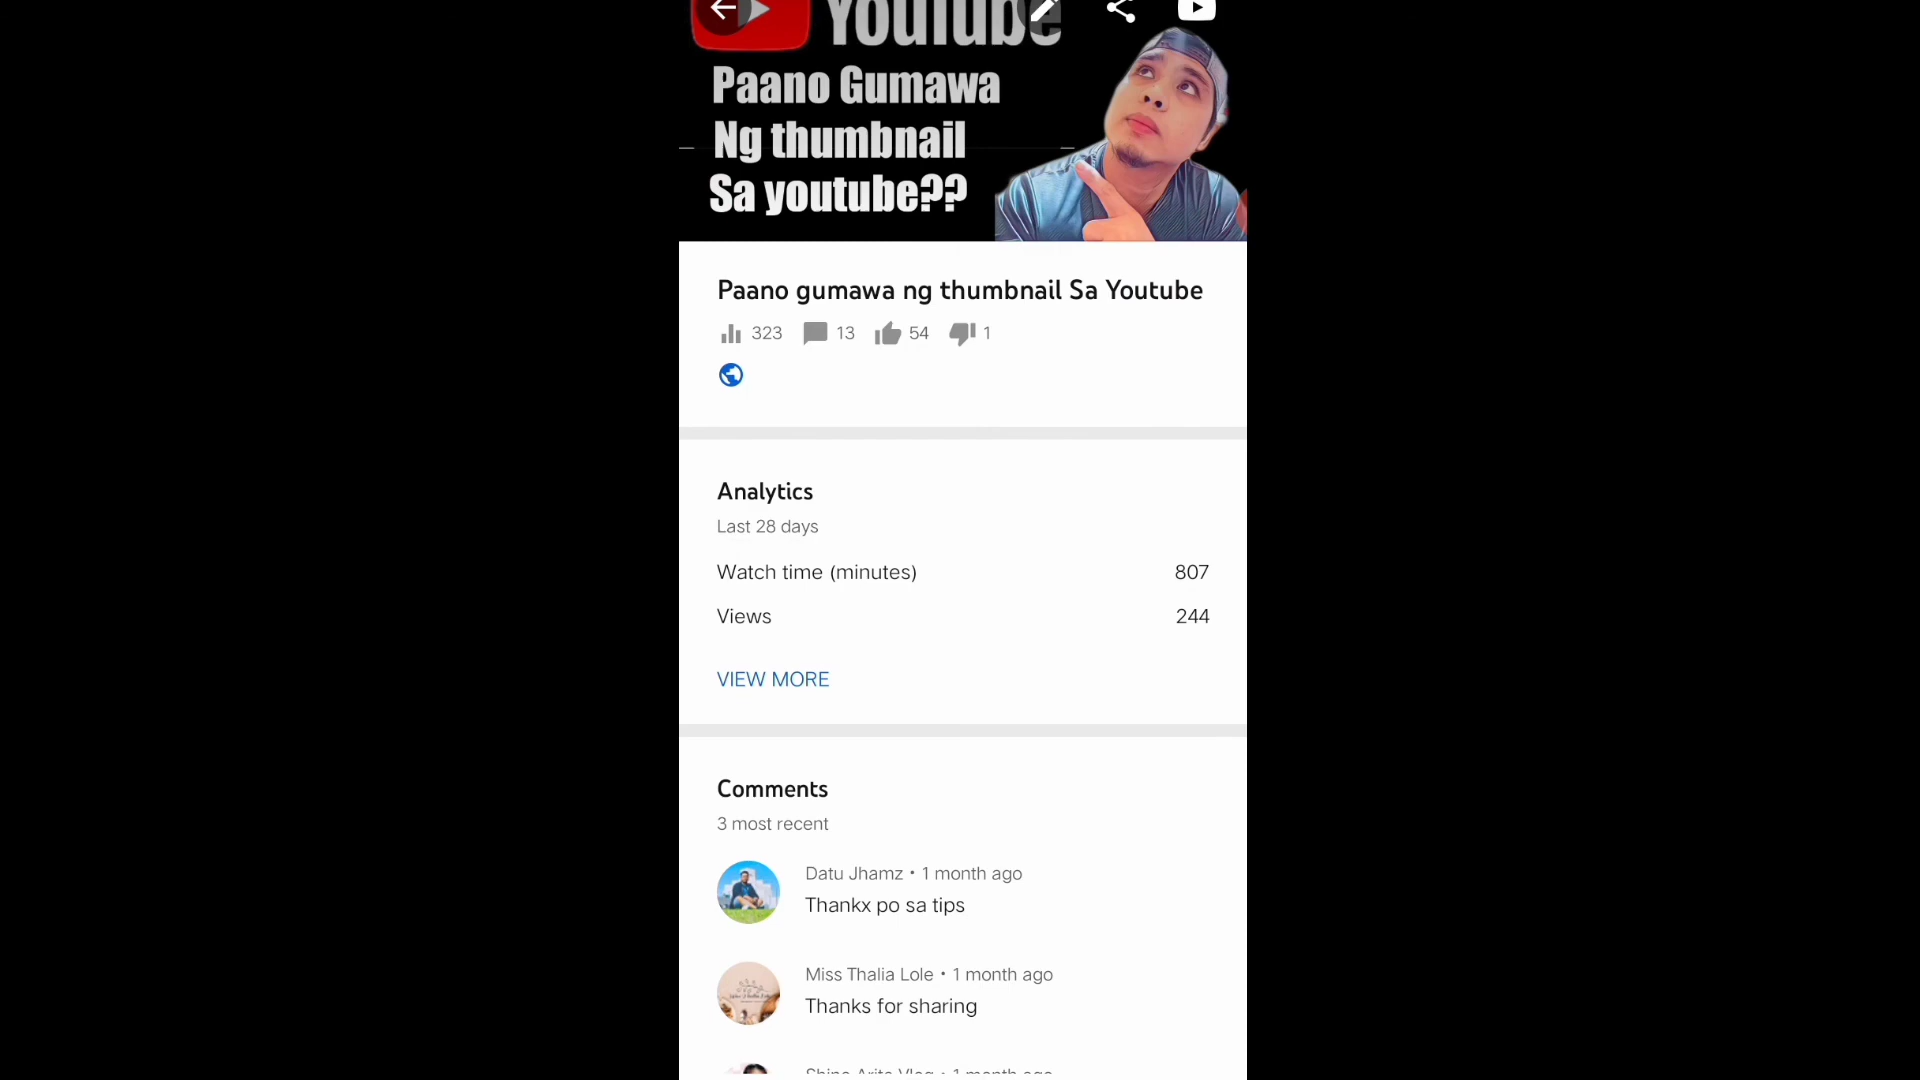 YouTube
Paano Gumawa
Ng thumbnail
Sa youtube??
Paano gumawa ng thumbnail Sa Youtube
323 13 54 1
Analytics
Last 28 days
Watch time (minutes) 807
Views 244
VIEW MORE
Comments
3 most recent
Datu Jhamz • 1 month ago
Thankx po sa tips
Miss Thalia Lole • 1 month ago
Thanks for sharing